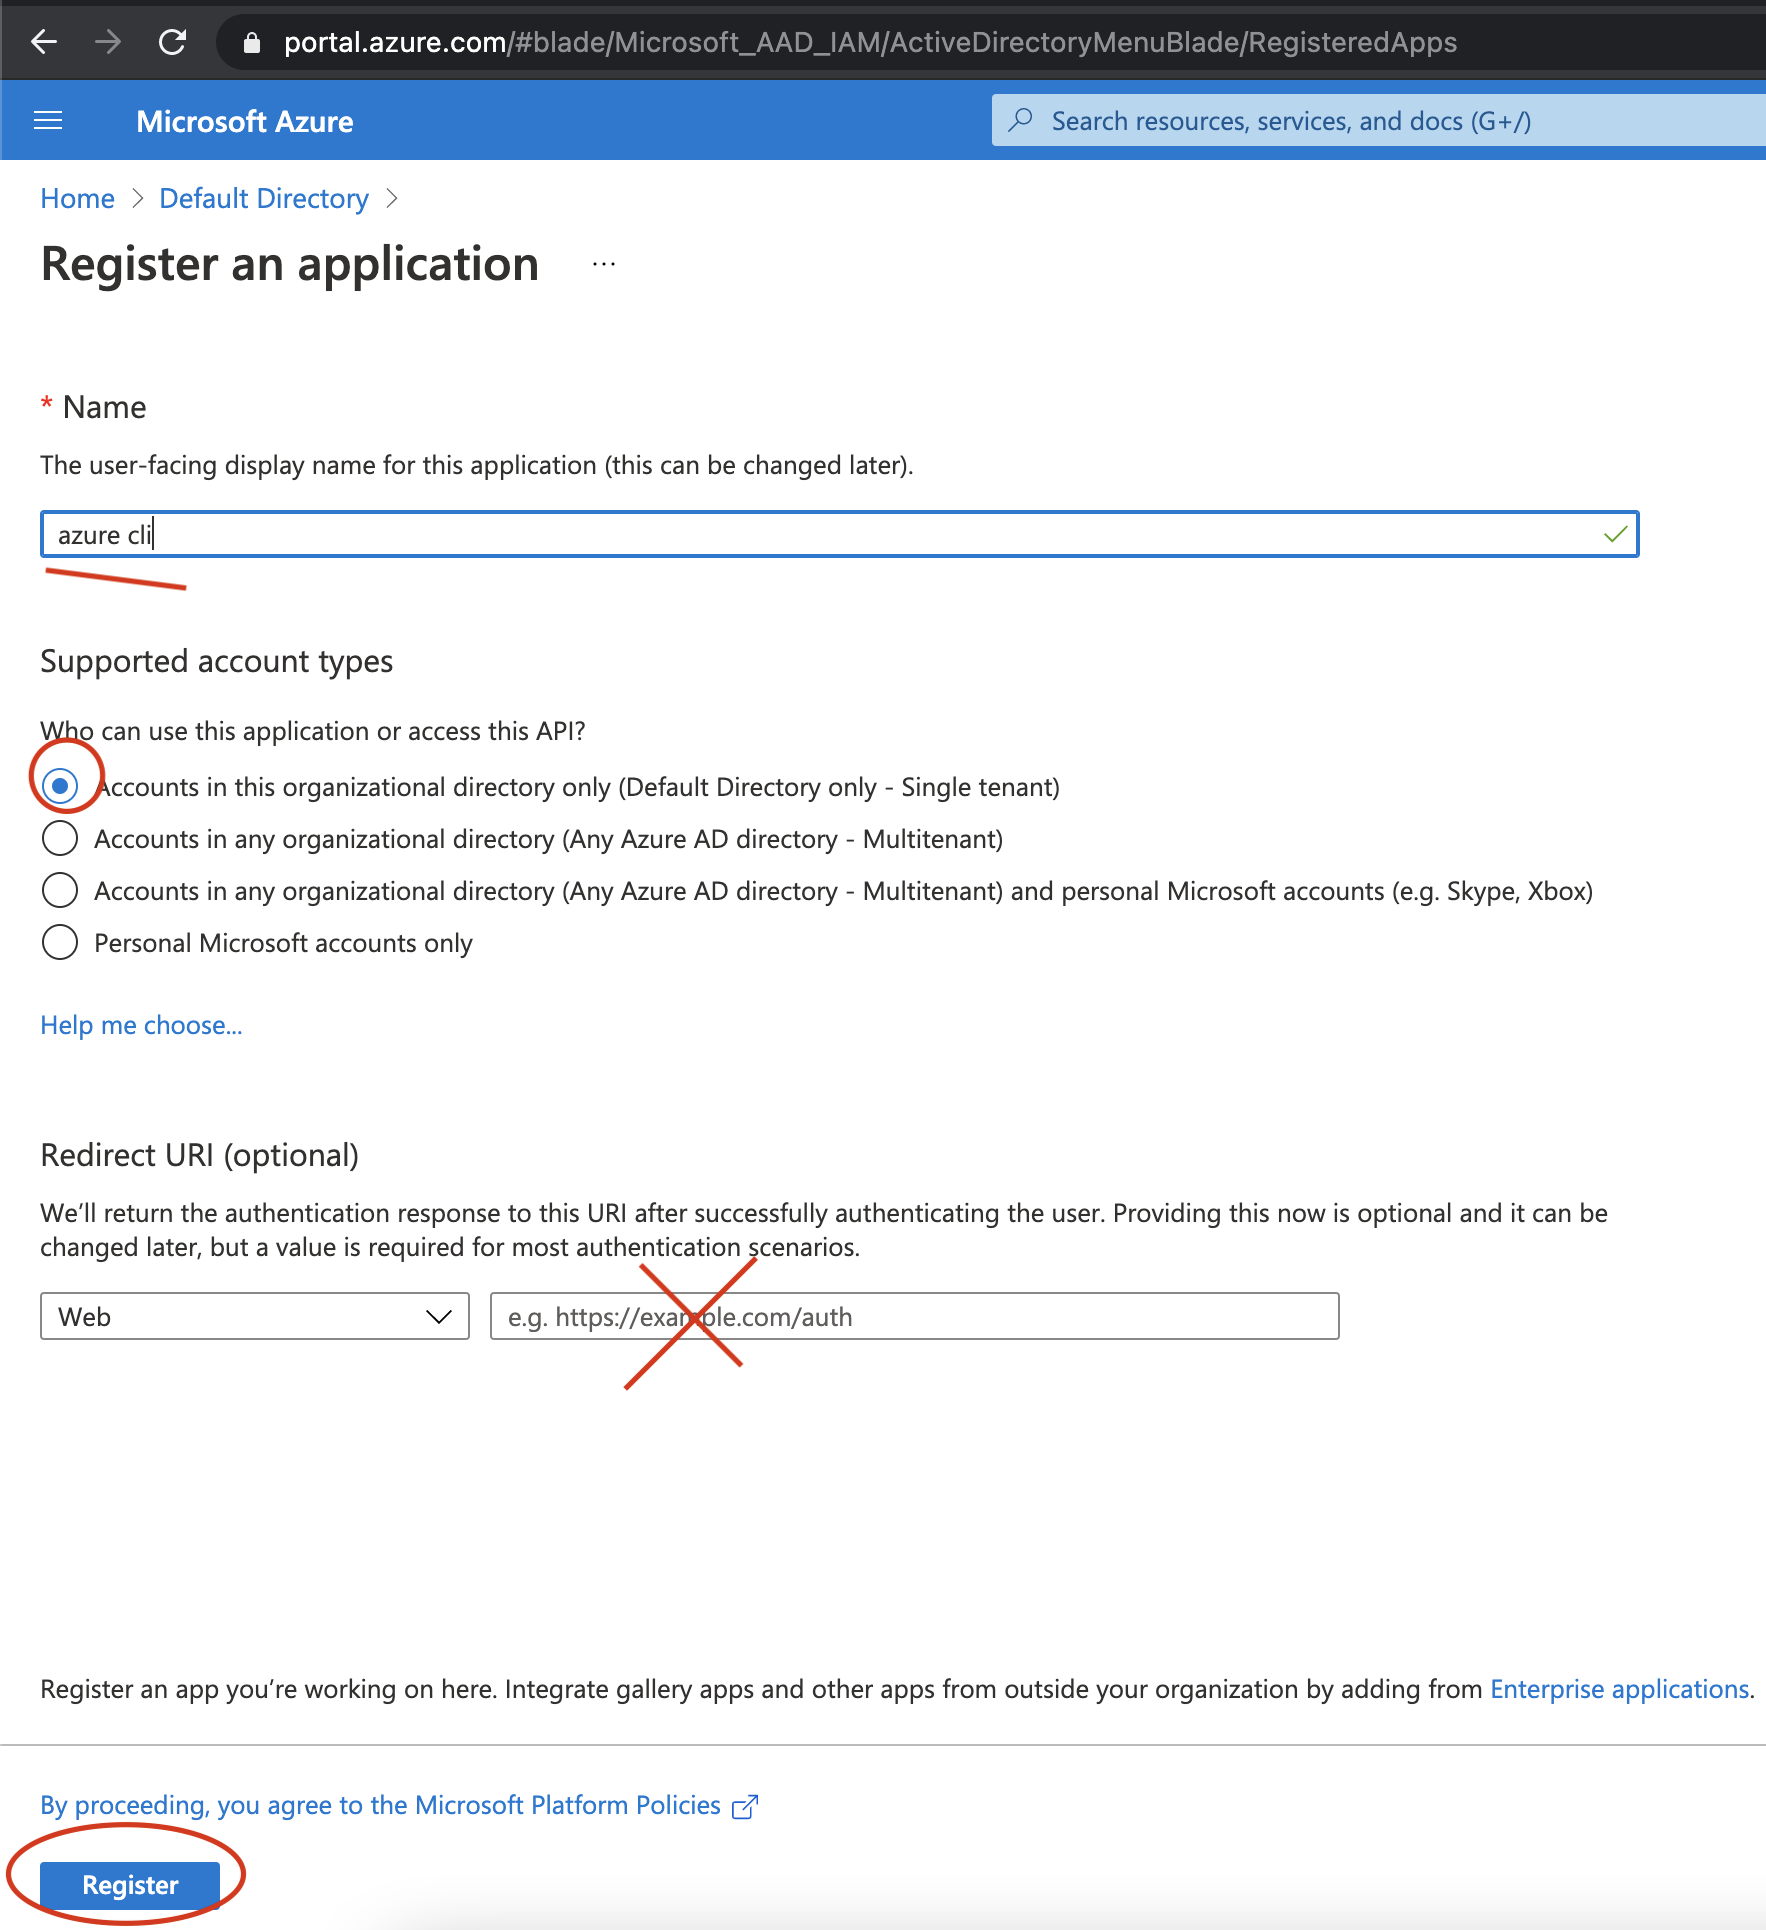 portal.azure.com/#blade/Microsoft_AAD_IAM/ActiveDirectoryMenuBlade/RegisteredApps
Microsoft Azure
Search resources, services, and docs (G+/)
Home > Default Directory >
Register an application ...
* Name
The user-facing display name for this application (this can be changed later).
azure cli
Supported account types
Who can use this application or access this API?
Accounts in this organizational directory only (Default Directory only - Single tenant)
Accounts in any organizational directory (Any Azure AD directory - Multitenant)
Accounts in any organizational directory (Any Azure AD directory - Multitenant) and personal Microsoft accounts (e.g. Skype, Xbox)
Personal Microsoft accounts only
Help me choose...
Redirect URI (optional)
We’ll return the authentication response to this URI after successfully authenticating the user. Providing this now is optional and it can be
changed later, but a value is required for most authentication scenarios.
Web
e.g. https://example.com/auth
Register an app you’re working on here. Integrate gallery apps and other apps from outside your organization by adding from Enterprise applications.
By proceeding, you agree to the Microsoft Platform Policies
Register